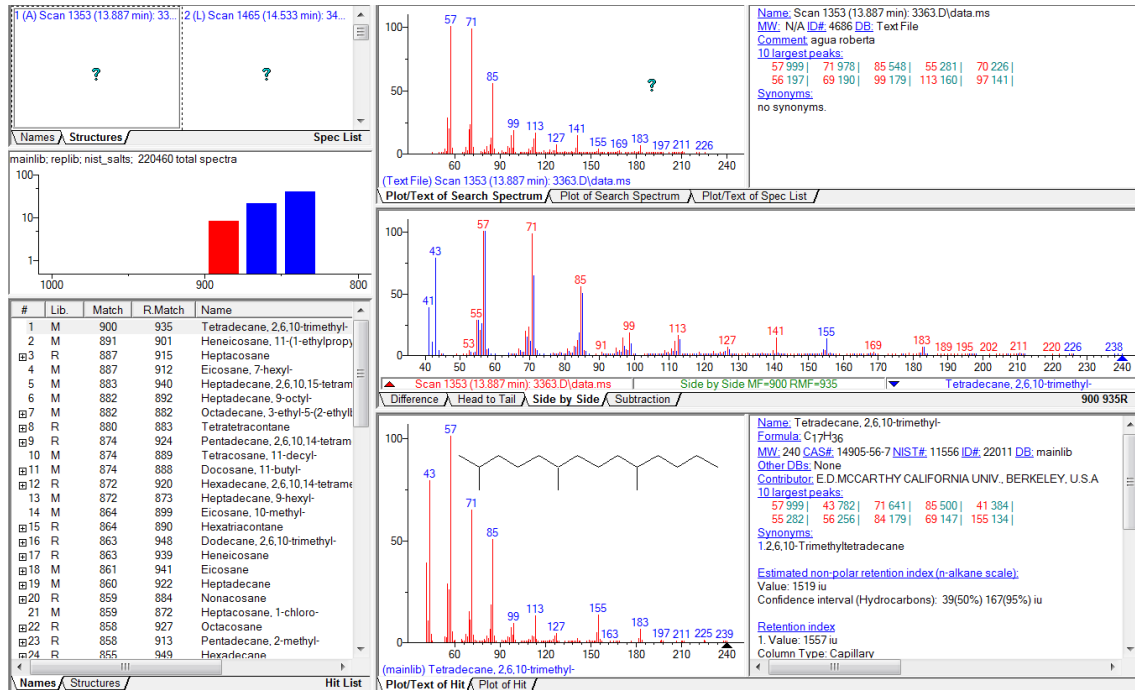 1 (A) Scan 1353 (13.887 min): 33...
2 (L) Scan 1465 (14.533 min): 34...
Names Structures Spec List
mainlib; replib; nist_salts; 220460 total spectra
100
10
1
1000 900 800
# Lib. Match R.Match Name
1 M 900 935 Tetradecane, 2,6,10-trimethyl-
2 M 891 901 Heneicosane, 11-(1-ethylpropy
3 R 887 915 Heptacosane
4 M 887 912 Eicosane, 7-hexyl-
5 M 883 940 Heptadecane, 2,6,10,15-tetram
6 M 882 892 Heptadecane, 9-octyl-
7 M 882 882 Octadecane, 3-ethyl-5-(2-ethylb
8 R 880 883 Tetratetracontane
9 R 874 924 Pentadecane, 2,6,10,14-tetram
10 M 874 889 Tetracosane, 11-decyl-
11 M 874 888 Docosane, 11-butyl-
12 R 872 920 Hexadecane, 2,6,10,14-tetrame
13 M 872 873 Heptadecane, 9-hexyl-
14 M 864 899 Eicosane, 10-methyl-
15 R 864 890 Hexatriacontane
16 R 863 948 Dodecane, 2,6,10-trimethyl-
17 R 863 939 Heneicosane
18 M 861 941 Eicosane
19 M 860 922 Heptadecane
20 R 859 884 Nonacosane
21 M 859 872 Heptacosane, 1-chloro-
22 R 858 927 Octacosane
23 R 858 913 Pentadecane, 2-methyl-
24 R 855 949 Hexadecane
Names Structures Hit List
100
50
0
57 71 85 99 113 127 141 155 169 183 197 211 226
60 90 120 150 180 210 240
(Text File) Scan 1353 (13.887 min): 3363.D\data.ms
Plot/Text of Search Spectrum Plot of Search Spectrum Plot/Text of Spec List
Name: Scan 1353 (13.887 min): 3363.D\data.ms
MW: N/A ID#: 4686 DB: Text File
Comment: agua roberta
10 largest peaks:
57 999 | 71 978 | 85 548 | 55 281 | 70 226 |
56 197 | 69 190 | 99 179 | 113 160 | 97 141 |
Synonyms:
no synonyms.
100
50
0
41 43 53 55 57 71 85 91 99 113 127 141 155 169 183 189 195 202 211 220 226 238
40 50 60 70 80 90 100 110 120 130 140 150 160 170 180 190 200 210 220 230 240
Scan 1353 (13.887 min): 3363.D\data.ms Side by Side MF=900 RMF=935 Tetradecane, 2,6,10-trimethyl-
Difference Head to Tail Side by Side Subtraction 900 935R
100
50
0
43 57 71 85 99 113 127 155 163 183 197 211 225 239
60 90 120 150 180 210 240
(mainlib) Tetradecane, 2,6,10-trimethyl-
Plot/Text of Hit Plot of Hit
Name: Tetradecane, 2,6,10-trimethyl-
Formula: C17H36
MW: 240 CAS#: 14905-56-7 NIST#: 11556 ID#: 22011 DB: mainlib
Other DBs: None
Contributor: E.D.MCCARTHY CALIFORNIA UNIV., BERKELEY, U.S.A
10 largest peaks:
57 999 | 43 782 | 71 641 | 85 500 | 41 384 |
55 282 | 56 256 | 84 179 | 69 147 | 155 134 |
Synonyms:
1.2,6,10-Trimethyltetradecane
Estimated non-polar retention index (n-alkane scale):
Value: 1519 iu
Confidence interval (Hydrocarbons): 39(50%) 167(95%) iu
Retention index
1. Value: 1557 iu
Column Type: Capillary